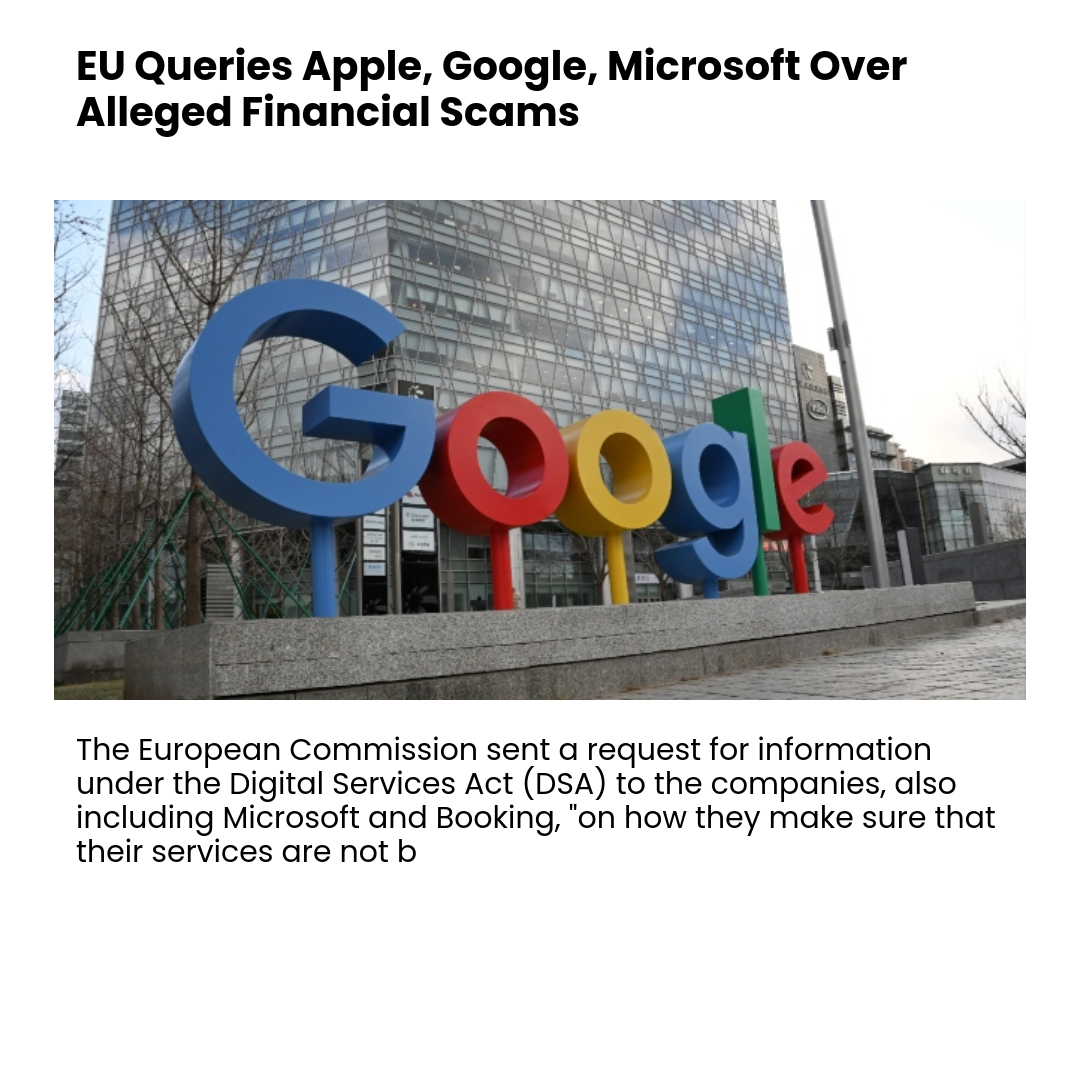 EU Queries Apple, Google, Microsoft Over
Alleged Financial Scams
Google
The European Commission sent a request for information
under the Digital Services Act (DSA) to the companies, also
including Microsoft and Booking, "on how they make sure that
their services are not b